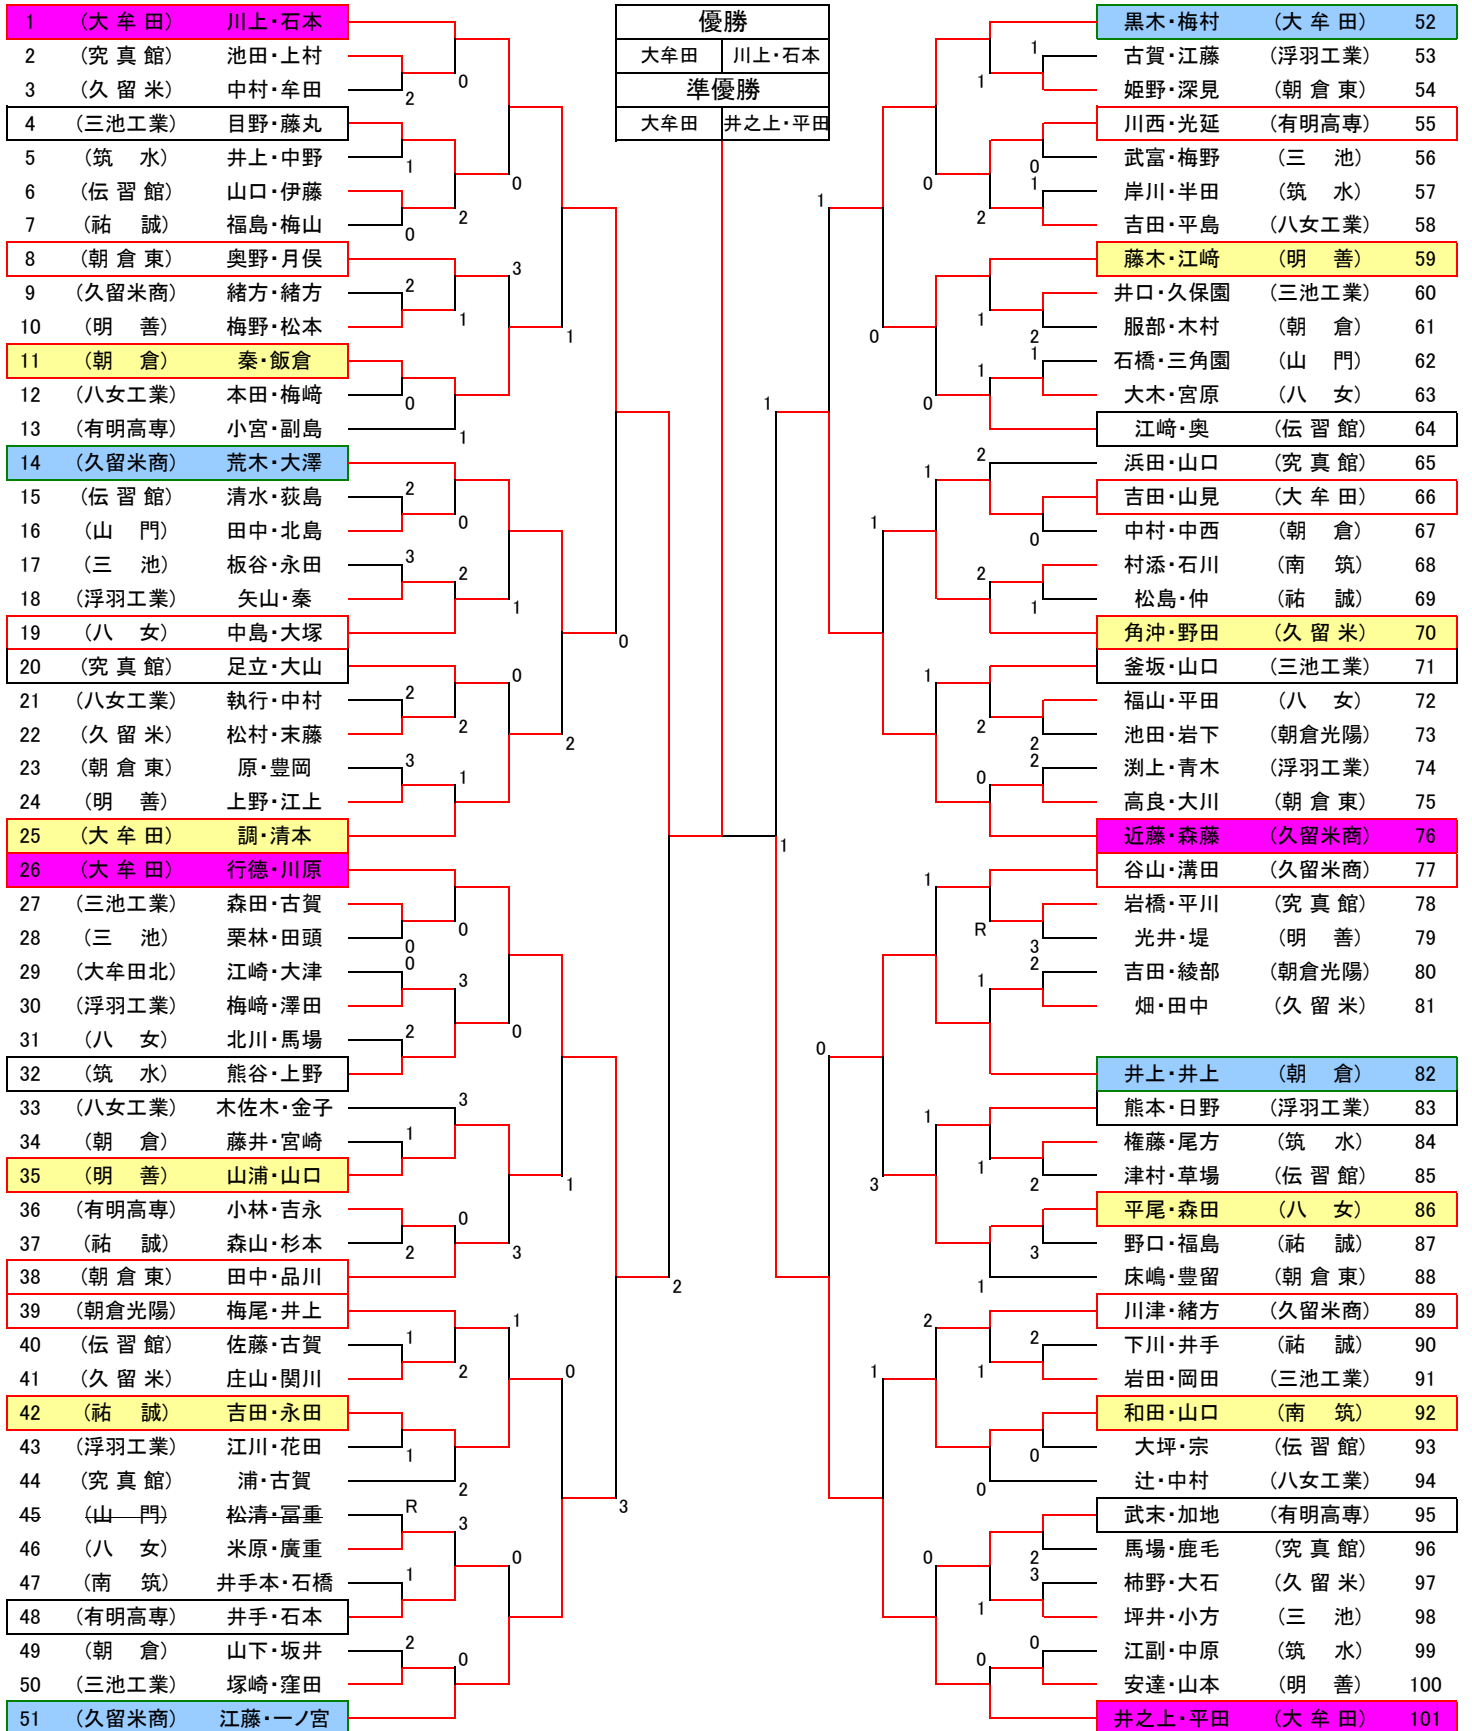 優勝
大牟田 川上・石本
準優勝
大牟田 井之上・平田
1 （大 牟 田） 川上・石本
2 （究 真 館） 池田・上村
3 （久 留 米） 中村・牟田
4 （三池工業） 目野・藤丸
5 （筑　水） 井上・中野
6 （伝 習 館） 山口・伊藤
7 （祐　誠） 福島・梅山
8 （朝 倉 東） 奥野・月俣
9 （久留米商） 緒方・緒方
10 （明　善） 梅野・松本
11 （朝　倉） 秦・飯倉
12 （八女工業） 本田・梅﨑
13 （有明高専） 小宮・副島
14 （久留米商） 荒木・大澤
15 （伝 習 館） 清水・荻島
16 （山　門） 田中・北島
17 （三　池） 板谷・永田
18 （浮羽工業） 矢山・秦
19 （八　女） 中島・大塚
20 （究 真 館） 足立・大山
21 （八女工業） 執行・中村
22 （久 留 米） 松村・末藤
23 （朝 倉 東） 原・豊岡
24 （明　善） 上野・江上
25 （大 牟 田） 調・清本
26 （大 牟 田） 行德・川原
27 （三池工業） 森田・古賀
28 （三　池） 栗林・田頭
29 （大牟田北） 江崎・大津
30 （浮羽工業） 梅﨑・澤田
31 （八　女） 北川・馬場
32 （筑　水） 熊谷・上野
33 （八女工業） 木佐木・金子
34 （朝　倉） 藤井・宮崎
35 （明　善） 山浦・山口
36 （有明高専） 小林・吉永
37 （祐　誠） 森山・杉本
38 （朝 倉 東） 田中・品川
39 （朝倉光陽） 梅尾・井上
40 （伝 習 館） 佐藤・古賀
41 （久 留 米） 庄山・関川
42 （祐　誠） 吉田・永田
43 （浮羽工業） 江川・花田
44 （究 真 館） 浦・古賀
45 （山　門） 松清・冨重
46 （八　女） 米原・廣重
47 （南　筑） 井手本・石橋
48 （有明高専） 井手・石本
49 （朝　倉） 山下・坂井
50 （三池工業） 塚崎・窪田
51 （久留米商） 江藤・一ノ宮
黒木・梅村 （大 牟 田） 52
古賀・江藤 （浮羽工業） 53
姫野・深見 （朝 倉 東） 54
川西・光延 （有明高専） 55
武富・梅野 （三　池） 56
岸川・半田 （筑　水） 57
吉田・平島 （八女工業） 58
藤木・江﨑 （明　善） 59
井口・久保園 （三池工業） 60
服部・木村 （朝　倉） 61
石橋・三角園 （山　門） 62
大木・宮原 （八　女） 63
江﨑・奥 （伝 習 館） 64
浜田・山口 （究 真 館） 65
吉田・山見 （大 牟 田） 66
中村・中西 （朝　倉） 67
村添・石川 （南　筑） 68
松島・仲 （祐　誠） 69
角沖・野田 （久 留 米） 70
釜坂・山口 （三池工業） 71
福山・平田 （八　女） 72
池田・岩下 （朝倉光陽） 73
渕上・青木 （浮羽工業） 74
高良・大川 （朝 倉 東） 75
近藤・森藤 （久留米商） 76
谷山・溝田 （久留米商） 77
岩橋・平川 （究 真 館） 78
光井・堤 （明　善） 79
吉田・綾部 （朝倉光陽） 80
畑・田中 （久 留 米） 81
井上・井上 （朝　倉） 82
熊本・日野 （浮羽工業） 83
権藤・尾方 （筑　水） 84
津村・草場 （伝 習 館） 85
平尾・森田 （八　女） 86
野口・福島 （祐　誠） 87
床嶋・豊留 （朝 倉 東） 88
川津・緒方 （久留米商） 89
下川・井手 （祐　誠） 90
岩田・岡田 （三池工業） 91
和田・山口 （南　筑） 92
大坪・宗 （伝 習 館） 93
辻・中村 （八女工業） 94
武末・加地 （有明高専） 95
馬場・鹿毛 （究 真 館） 96
柿野・大石 （久 留 米） 97
坪井・小方 （三　池） 98
江副・中原 （筑　水） 99
安達・山本 （明　善） 100
井之上・平田 （大 牟 田） 101